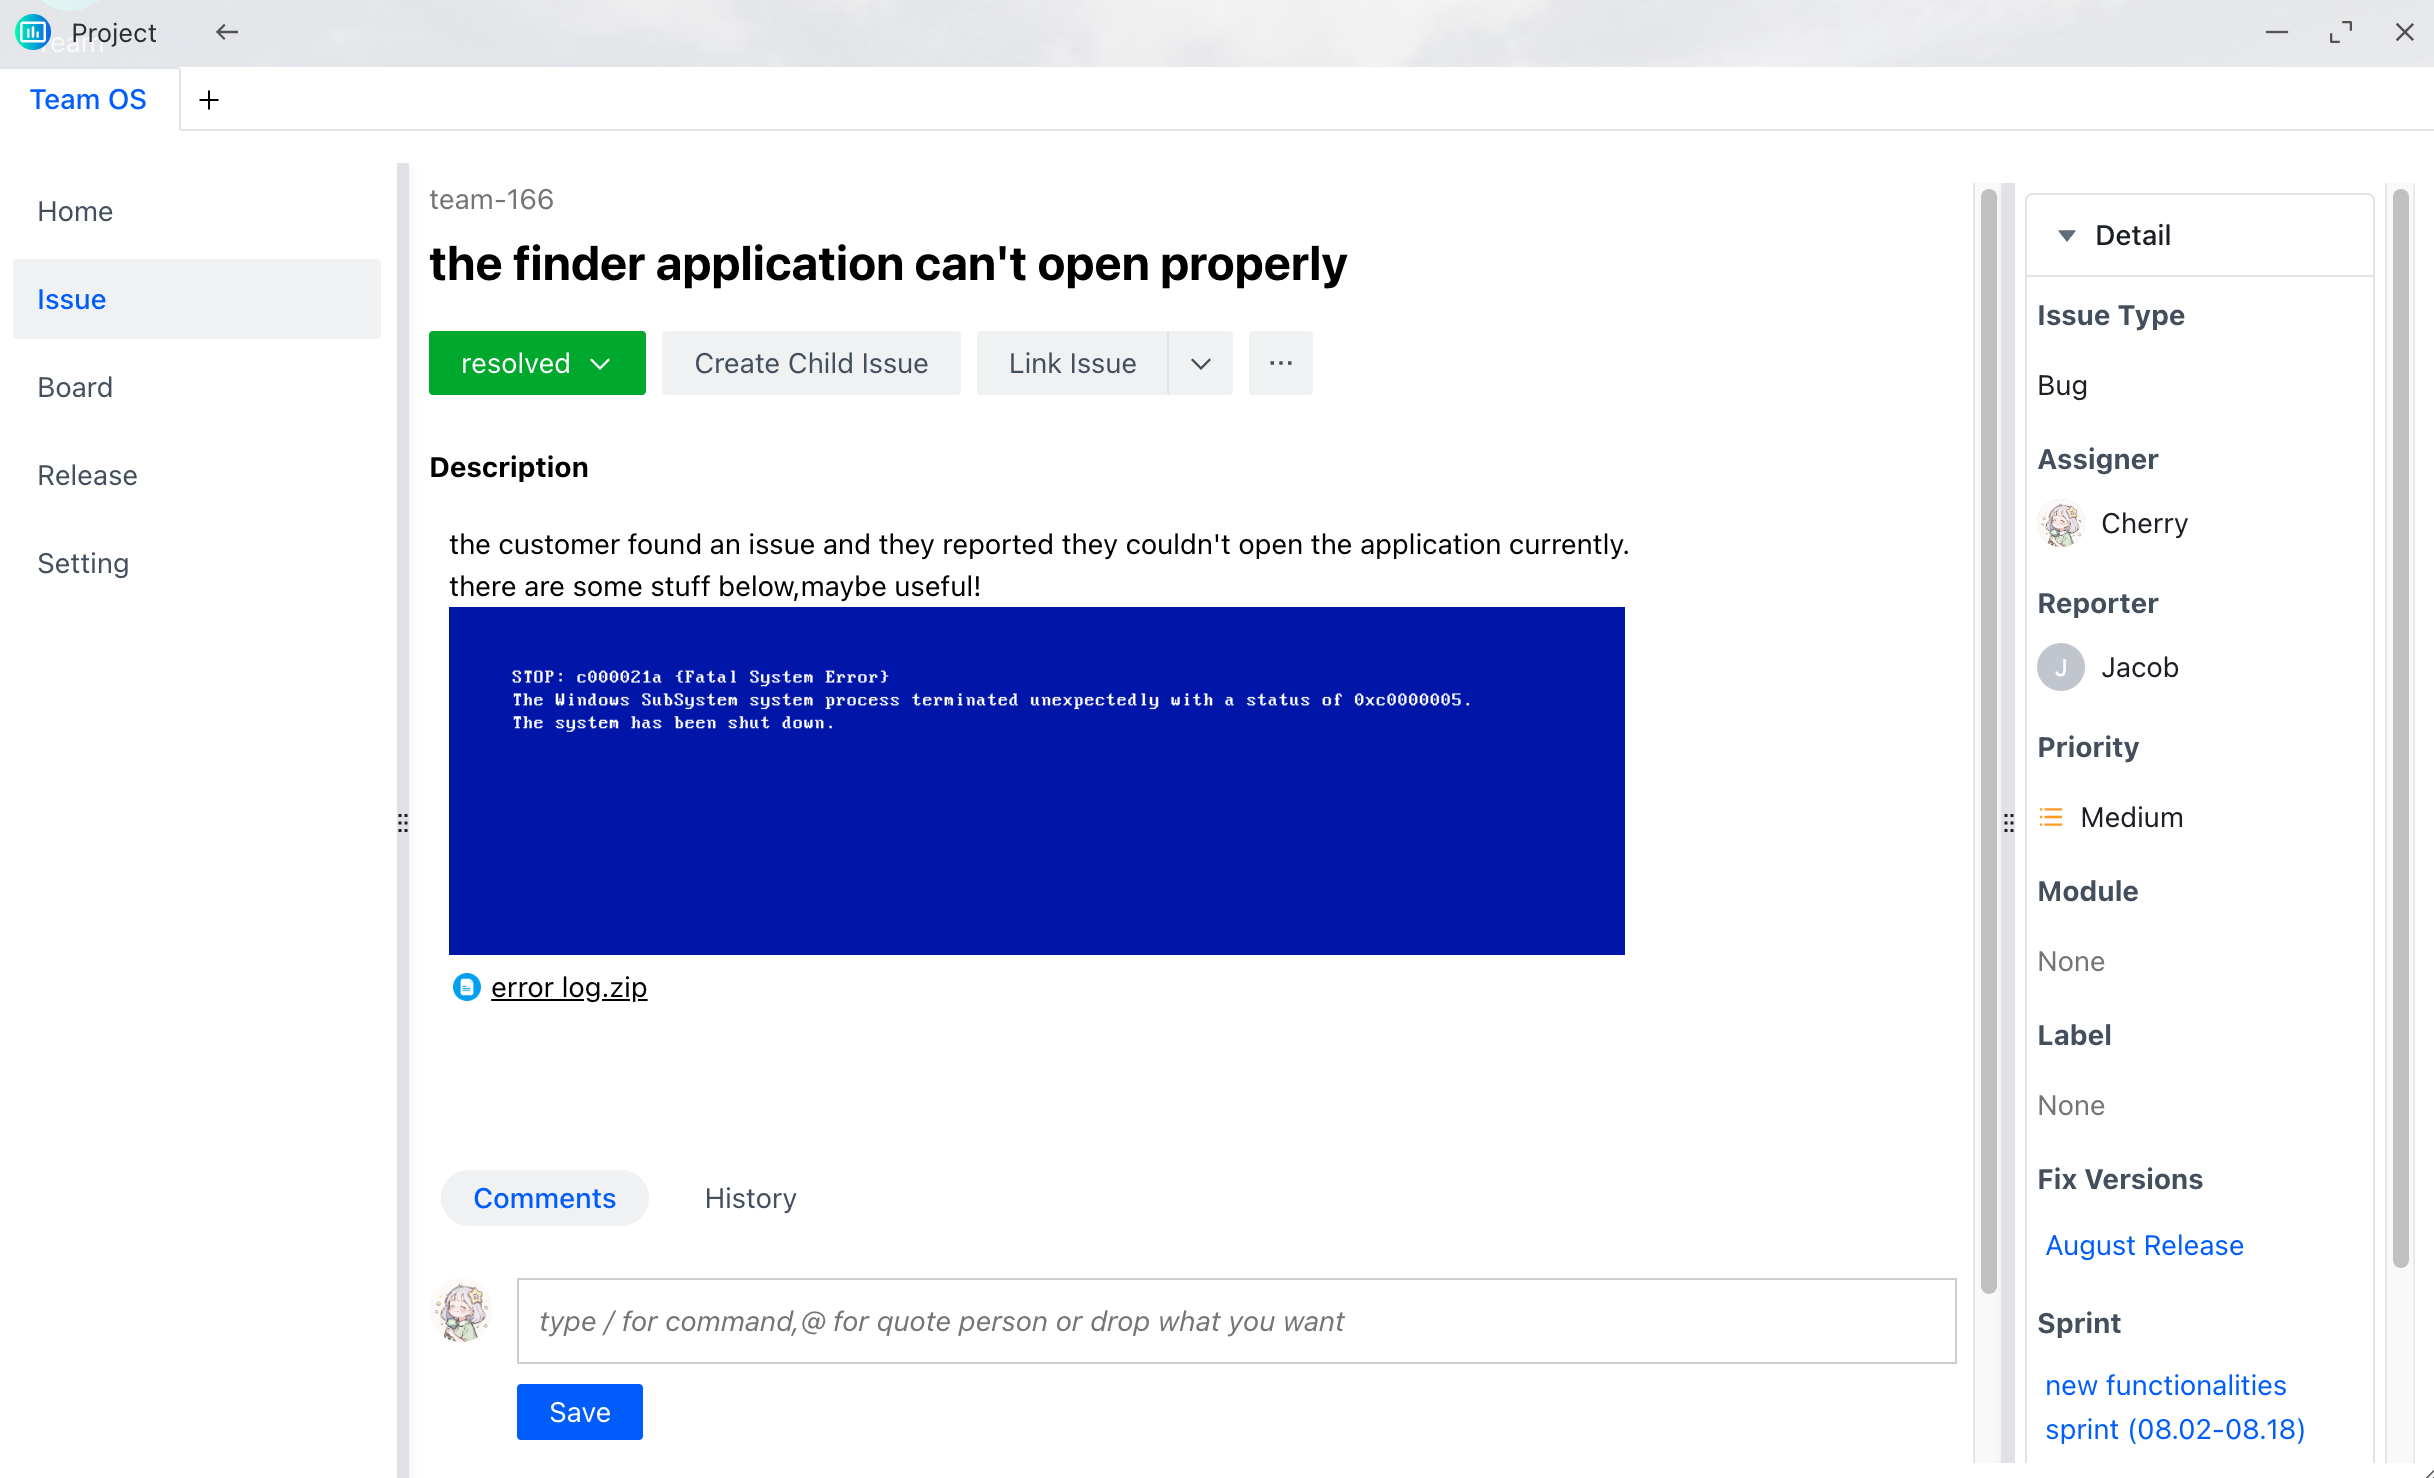 Project
Team
Team OS
Home
Issue
Board
Release
Setting
team-166
the finder application can't open properly
resolved
Create Child Issue
Link Issue
Description
the customer found an issue and they reported they couldn't open the application currently.
there are some stuff below,maybe useful!
STOP: c000021a {Fatal System Error}
The Windows SubSystem system process terminated unexpectedly with a status of 0xc0000005.
The system has been shut down.
error log.zip
Comments
History
type / for command,@ for quote person or drop what you want
Save
Detail
Issue Type
Bug
Assigner
Cherry
Reporter
J
Jacob
Priority
Medium
Module
None
Label
None
Fix Versions
August Release
Sprint
new functionalities
sprint (08.02-08.18)